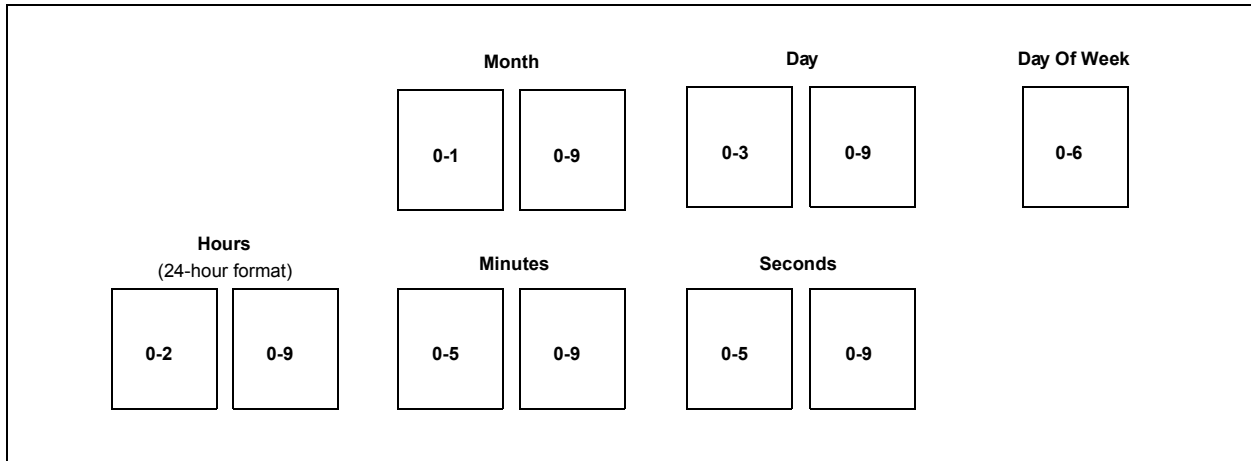 Month Day Day Of Week
0-1 0-9 0-3 0-9 0-6
Hours
(24-hour format) Minutes Seconds
0-2 0-9 0-5 0-9 0-5 0-9